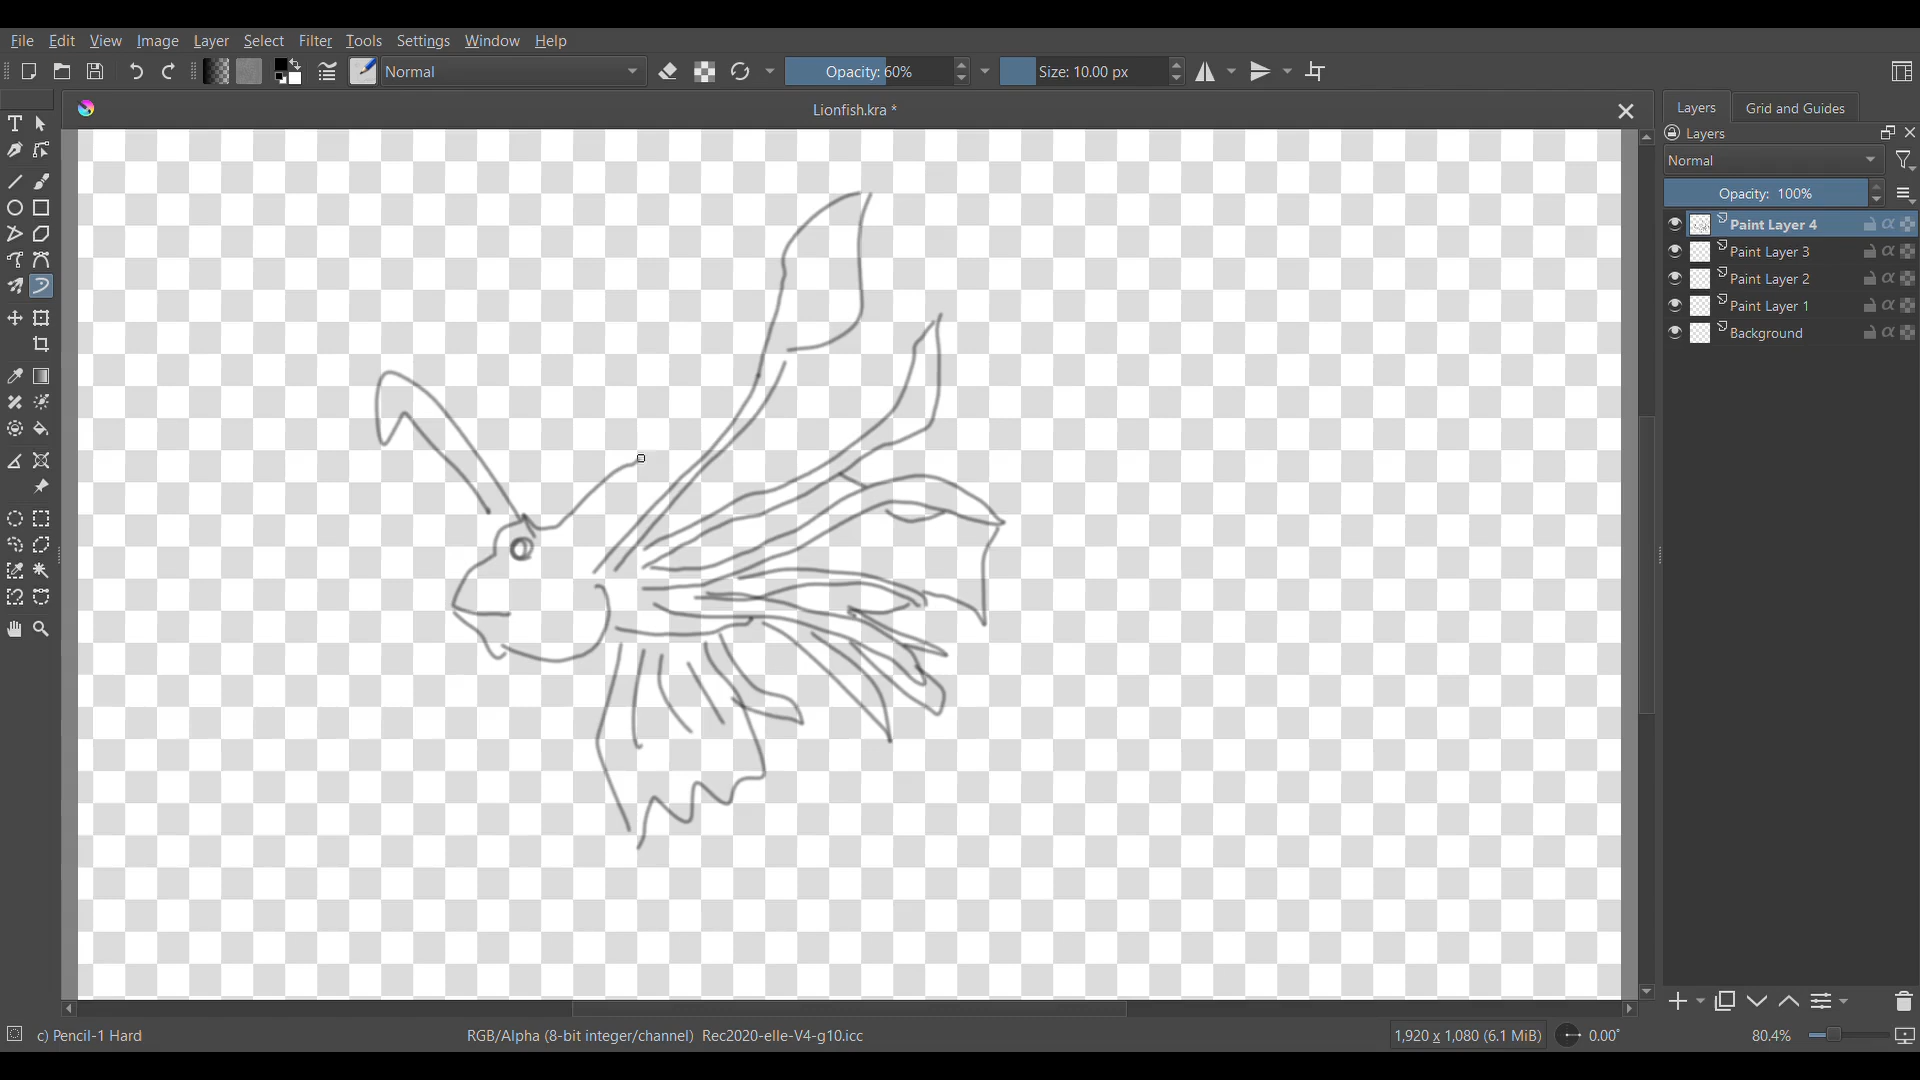 File Edit View Image Layer Select Filter Tools Settings Window Help
Normal Opacity: 60% Size: 10.00 px
Lionfish.kra *
Layers Grid and Guides
Layers
Normal
Opacity: 100%
Paint Layer 4
Paint Layer 3
Paint Layer 2
Paint Layer 1
Background
c) Pencil-1 Hard RGB/Alpha (8-bit integer/channel) Rec2020-elle-V4-g10.icc 1,920 x 1,080 (6.1 MiB) 0.00° 80.4%